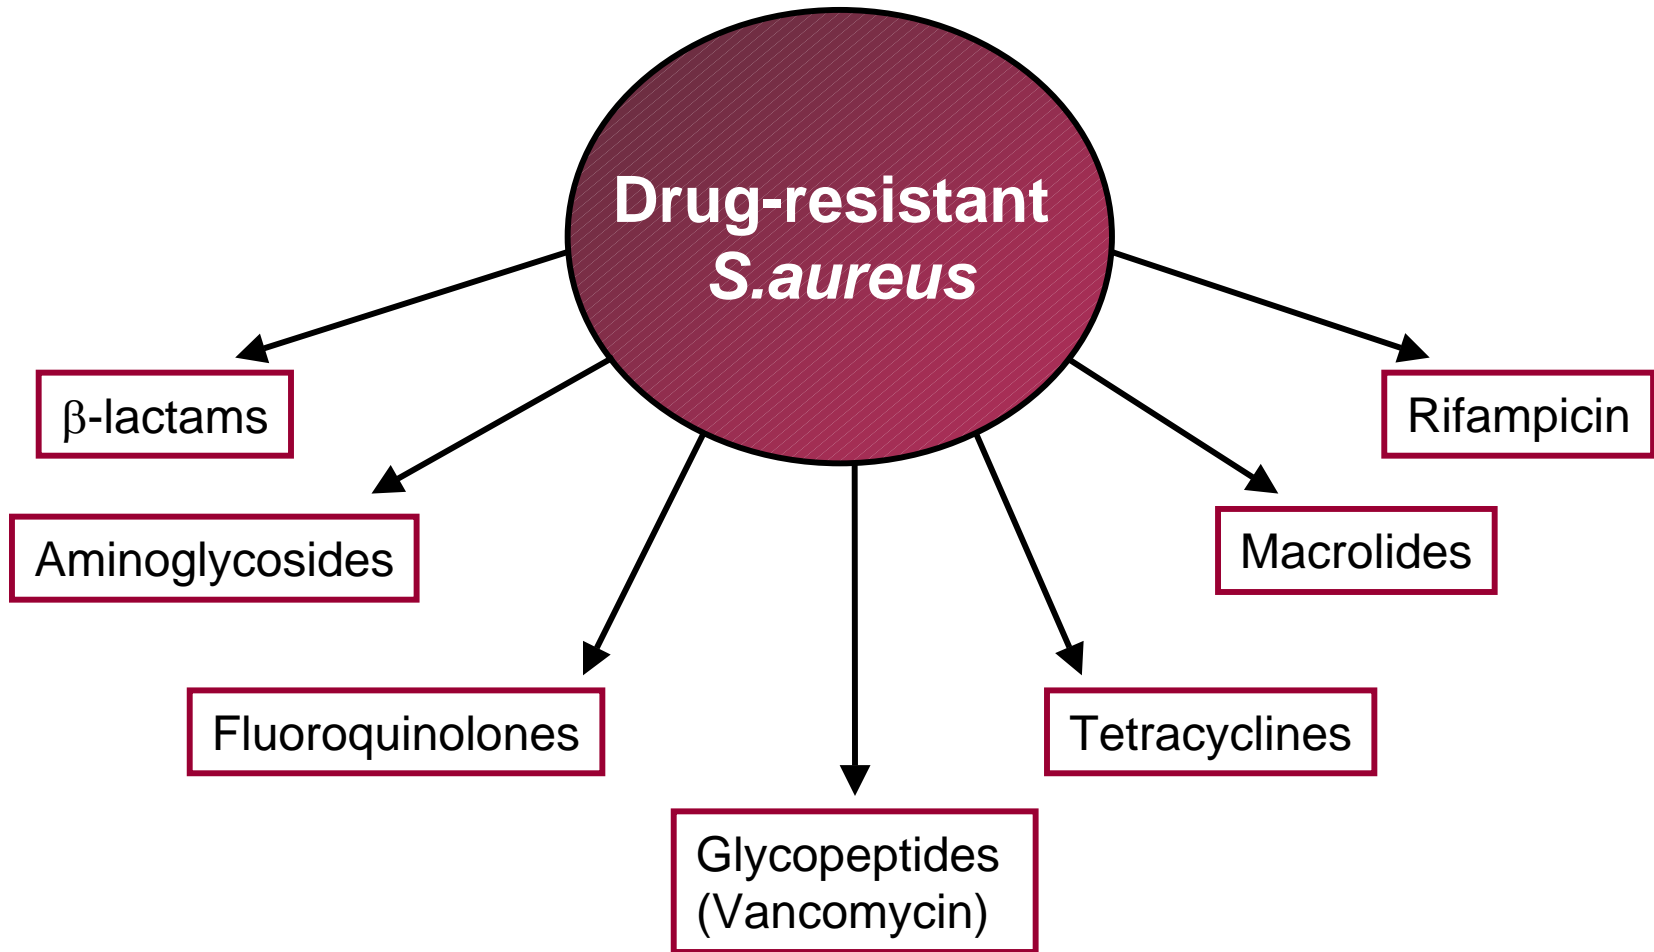 Drug-resistant
S.aureus
β-lactams
Rifampicin
Aminoglycosides
Macrolides
Fluoroquinolones
Tetracyclines
Glycopeptides
(Vancomycin)